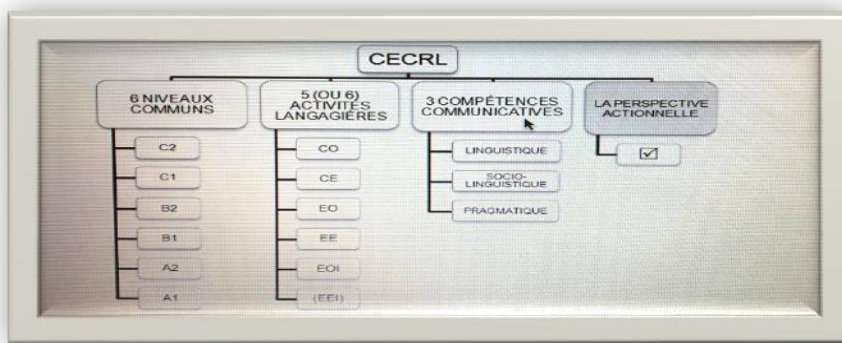 CECRL
6 NIVEAUX
COMMUNS
C2
C1
B2
B1
A2
A1
5 (OU 6)
ACTIVITÉS
LANGAGIÈRES
CO
CE
EO
EE
EOI
(EEI)
3 COMPÉTENCES
COMMUNICATIVES
LINGUISTIQUE
SOCIO-
LINGUISTIQUE
PRAGMATIQUE
LA PERSPECTIVE
ACTIONNELLE